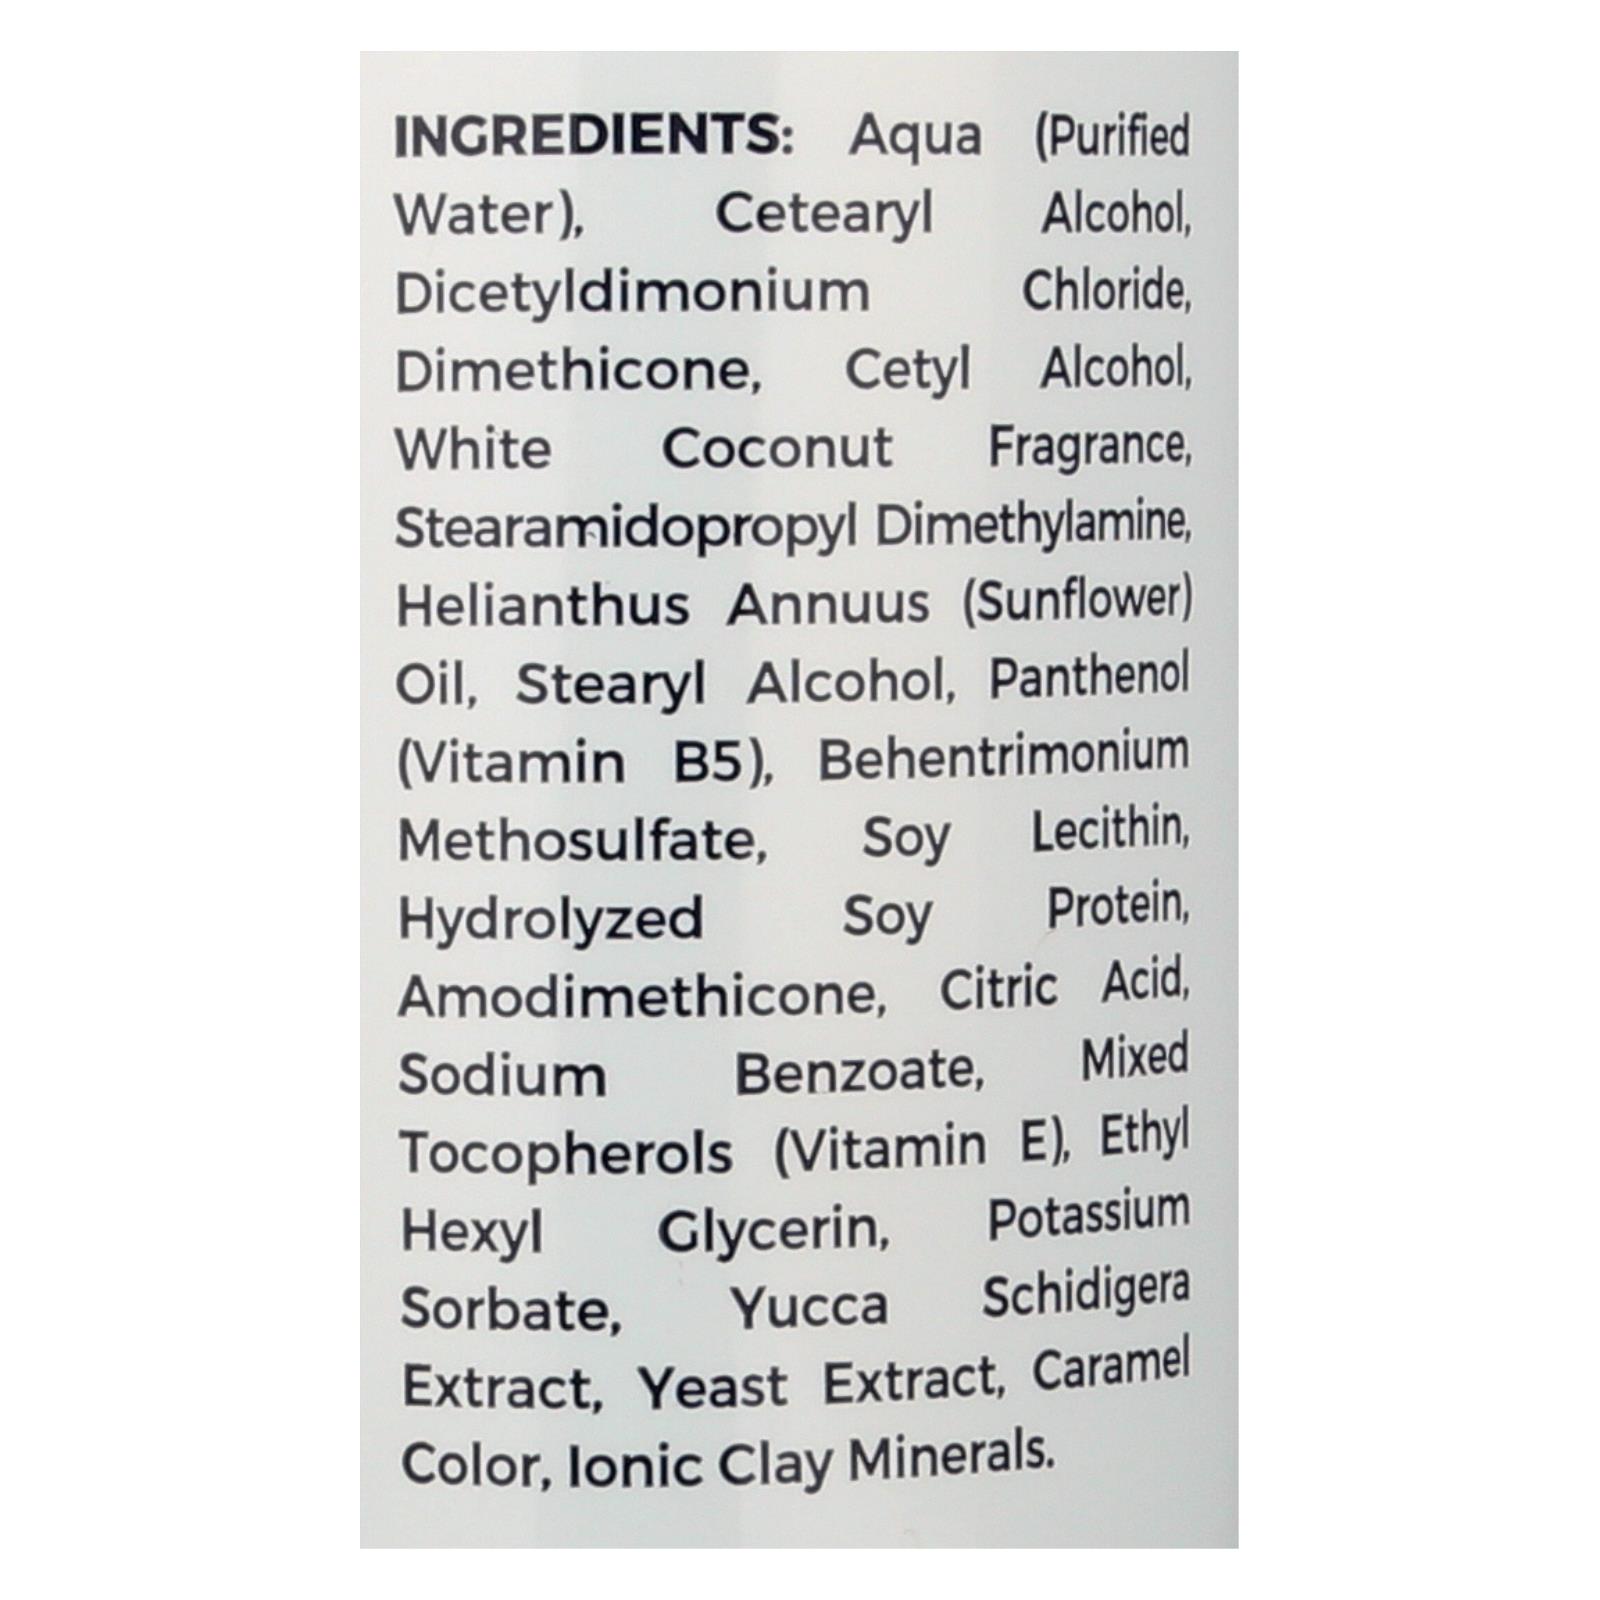 INGREDIENTS: Aqua (Purified
Water), Cetearyl Alcohol,
Dicetyldimonium Chloride,
Dimethicone, Cetyl Alcohol,
White Coconut Fragrance,
Stearamidopropyl Dimethylamine,
Helianthus Annuus (Sunflower)
Oil, Stearyl Alcohol, Panthenol
(Vitamin B5), Behentrimonium
Methosulfate, Soy Lecithin,
Hydrolyzed Soy Protein,
Amodimethicone, Citric Acid,
Sodium Benzoate, Mixed
Tocopherols (Vitamin E), Ethyl
Hexyl Glycerin, Potassium
Sorbate, Yucca Schidigera
Extract, Yeast Extract, Caramel
Color, Ionic Clay Minerals.